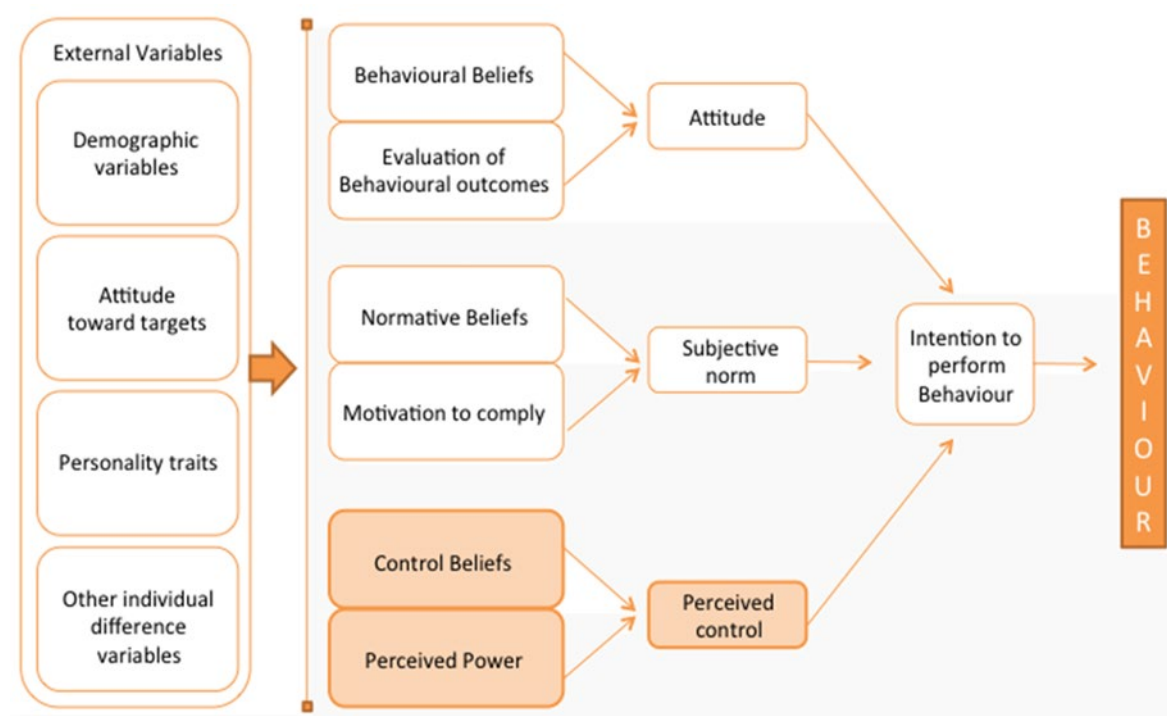 External Variables
Demographic
variables
Attitude
toward targets
Personality traits
Other individual
difference
variables
Behavioural Beliefs
Evaluation of
Behavioural outcomes
Normative Beliefs
Motivation to comply
Control Beliefs
Perceived Power
Attitude
Subjective
norm
Perceived
control
Intention to
perform
Behaviour
B
E
H
A
V
I
O
U
R